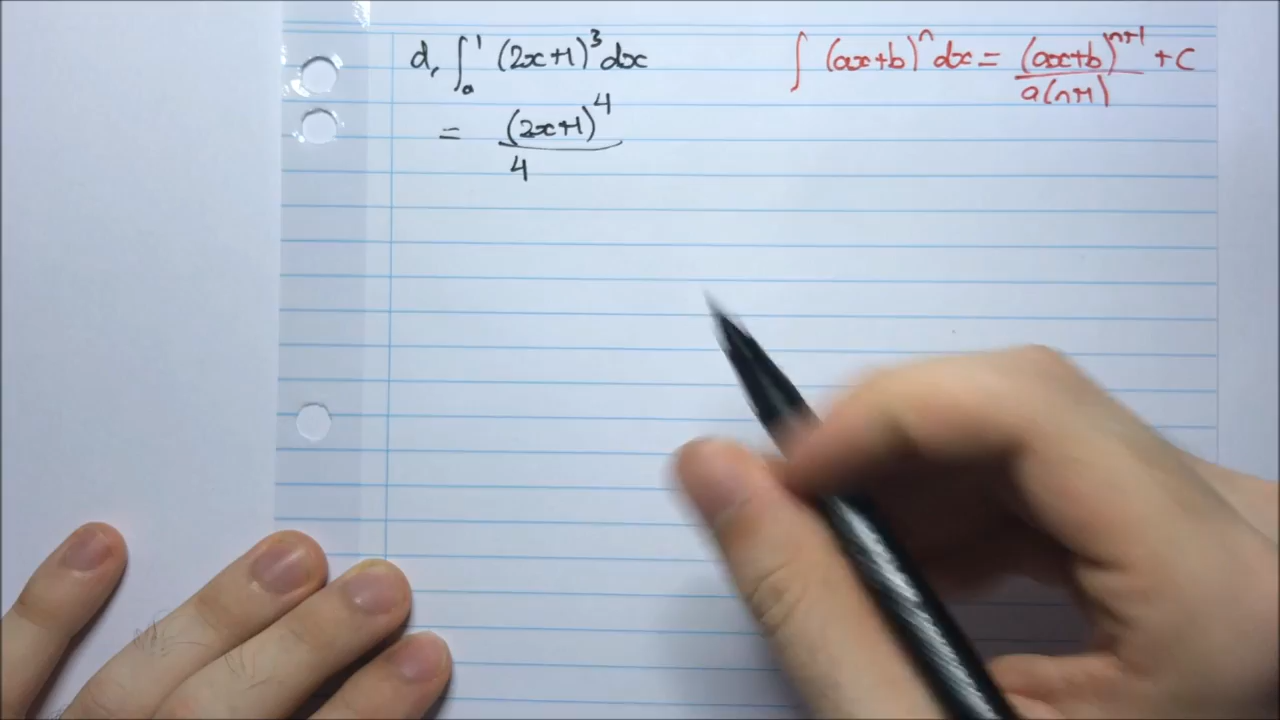 d, ∫₀¹ (2x+1)³ dx
∫ (ax+b)ⁿ dx = (ax+b)ⁿ⁺¹ / a(n+1) + C
= (2x+1)⁴ / 4